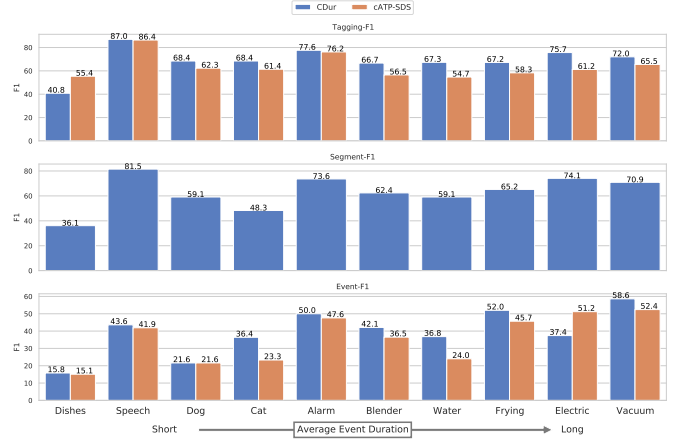 CDur cATP-SDS
Tagging-F1
F1
80
60
40
20
0
40.8 55.4 87.0 86.4 68.4 62.3 68.4 61.4 77.6 76.2 66.7 56.5 67.3 54.7 67.2 58.3 75.7 61.2 72.0 65.5
Segment-F1
F1
80
60
40
20
0
36.1 81.5 59.1 48.3 73.6 62.4 59.1 65.2 74.1 70.9
Event-F1
F1
60
50
40
30
20
10
0
15.8 15.1 43.6 41.9 21.6 21.6 36.4 23.3 50.0 47.6 42.1 36.5 36.8 24.0 52.0 45.7 37.4 51.2 58.6 52.4
Dishes Speech Dog Cat Alarm Blender Water Frying Electric Vacuum
Short Average Event Duration Long